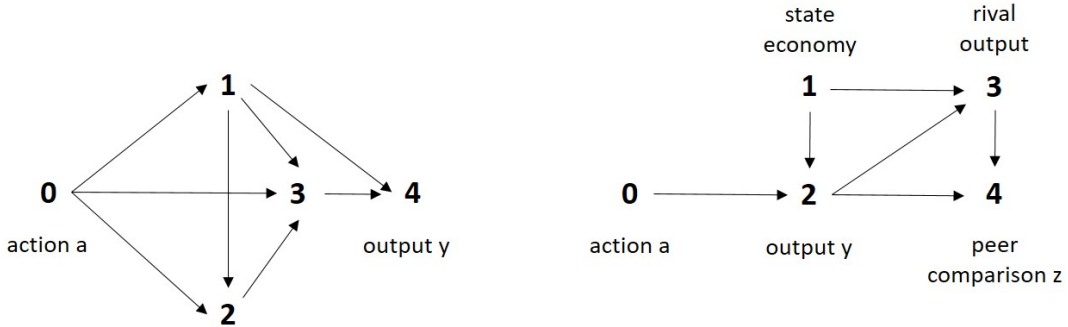 state
economy
rival
output
1
1
3
0
3
4
0
2
4
action a
output y
action a
output y
peer
comparison z
2